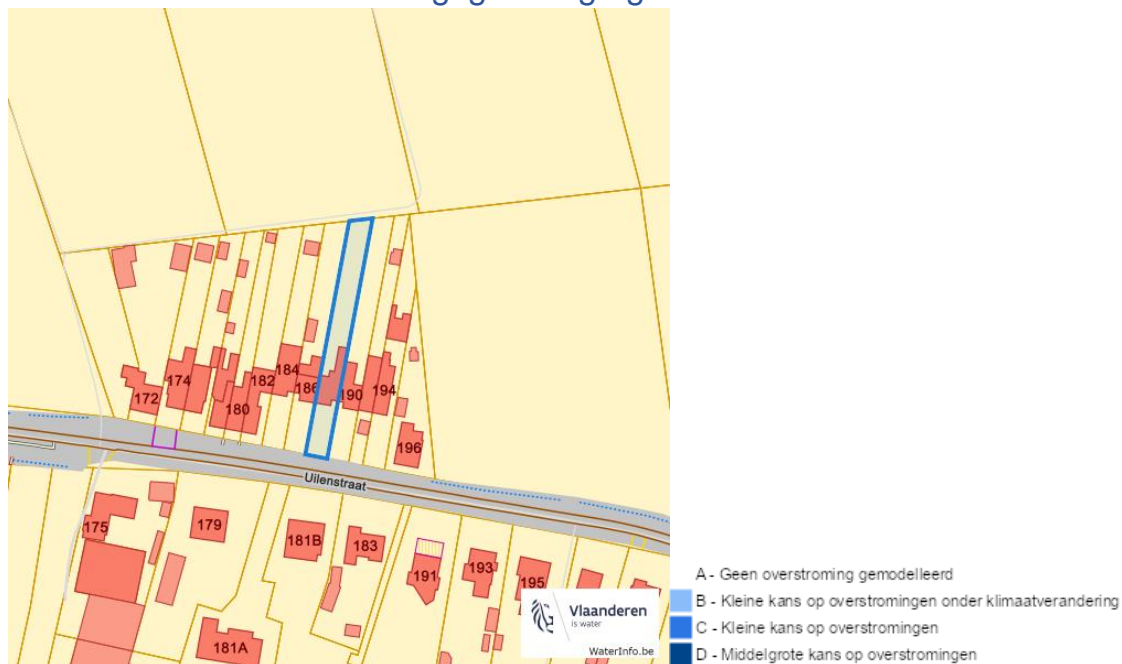 172
174
180
182
184
186
190
194
196
Uilenstraat
175
179
181B
183
191
193
195
181A
Vlaanderen
is water
WaterInfo.be
A - Geen overstroming gemodelleerd
B - Kleine kans op overstromingen onder klimaatverandering
C - Kleine kans op overstromingen
D - Middelgrote kans op overstromingen